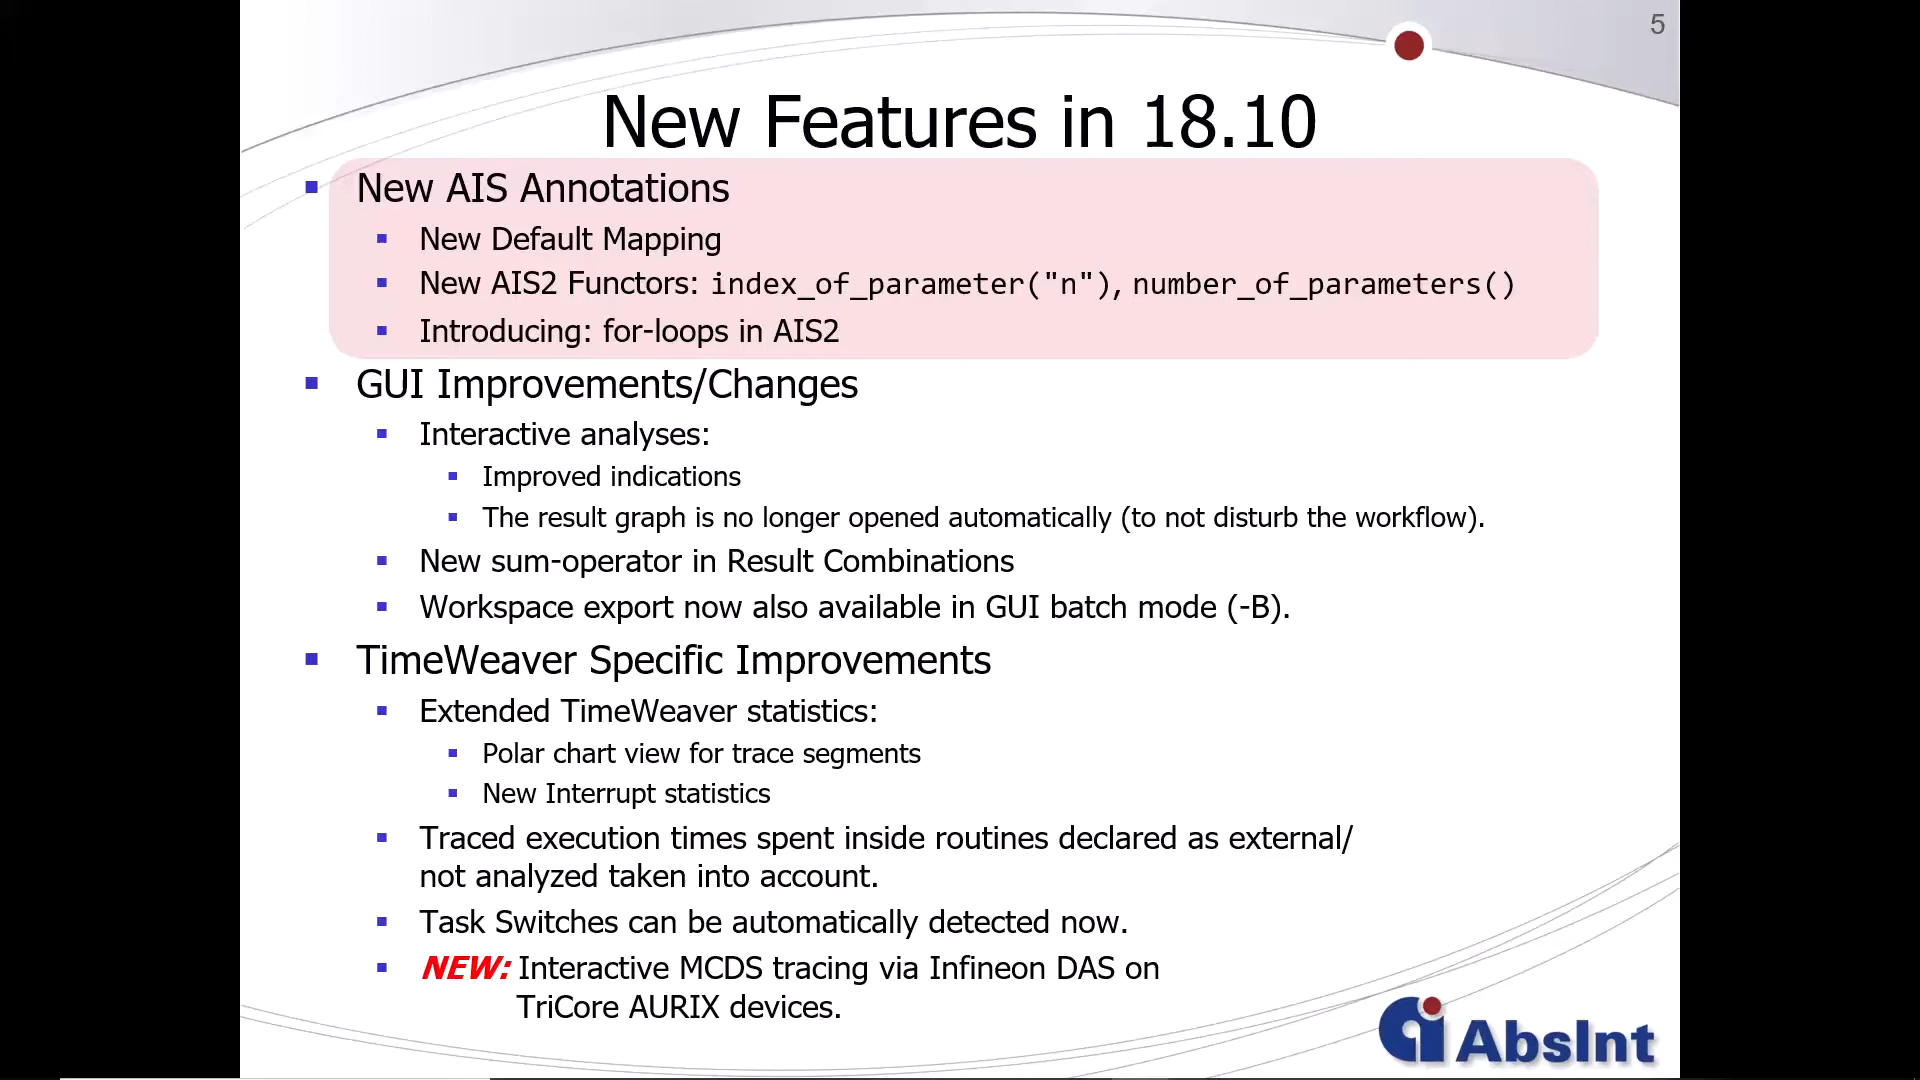 5
New Features in 18.10
New AIS Annotations
New Default Mapping
New AIS2 Functors: index_of_parameter("n"), number_of_parameters()
Introducing: for-loops in AIS2
GUI Improvements/Changes
Interactive analyses:
Improved indications
The result graph is no longer opened automatically (to not disturb the workflow).
New sum-operator in Result Combinations
Workspace export now also available in GUI batch mode (-B).
TimeWeaver Specific Improvements
Extended TimeWeaver statistics:
Polar chart view for trace segments
New Interrupt statistics
Traced execution times spent inside routines declared as external/
not analyzed taken into account.
Task Switches can be automatically detected now.
NEW: Interactive MCDS tracing via Infineon DAS on
TriCore AURIX devices.
AbsInt